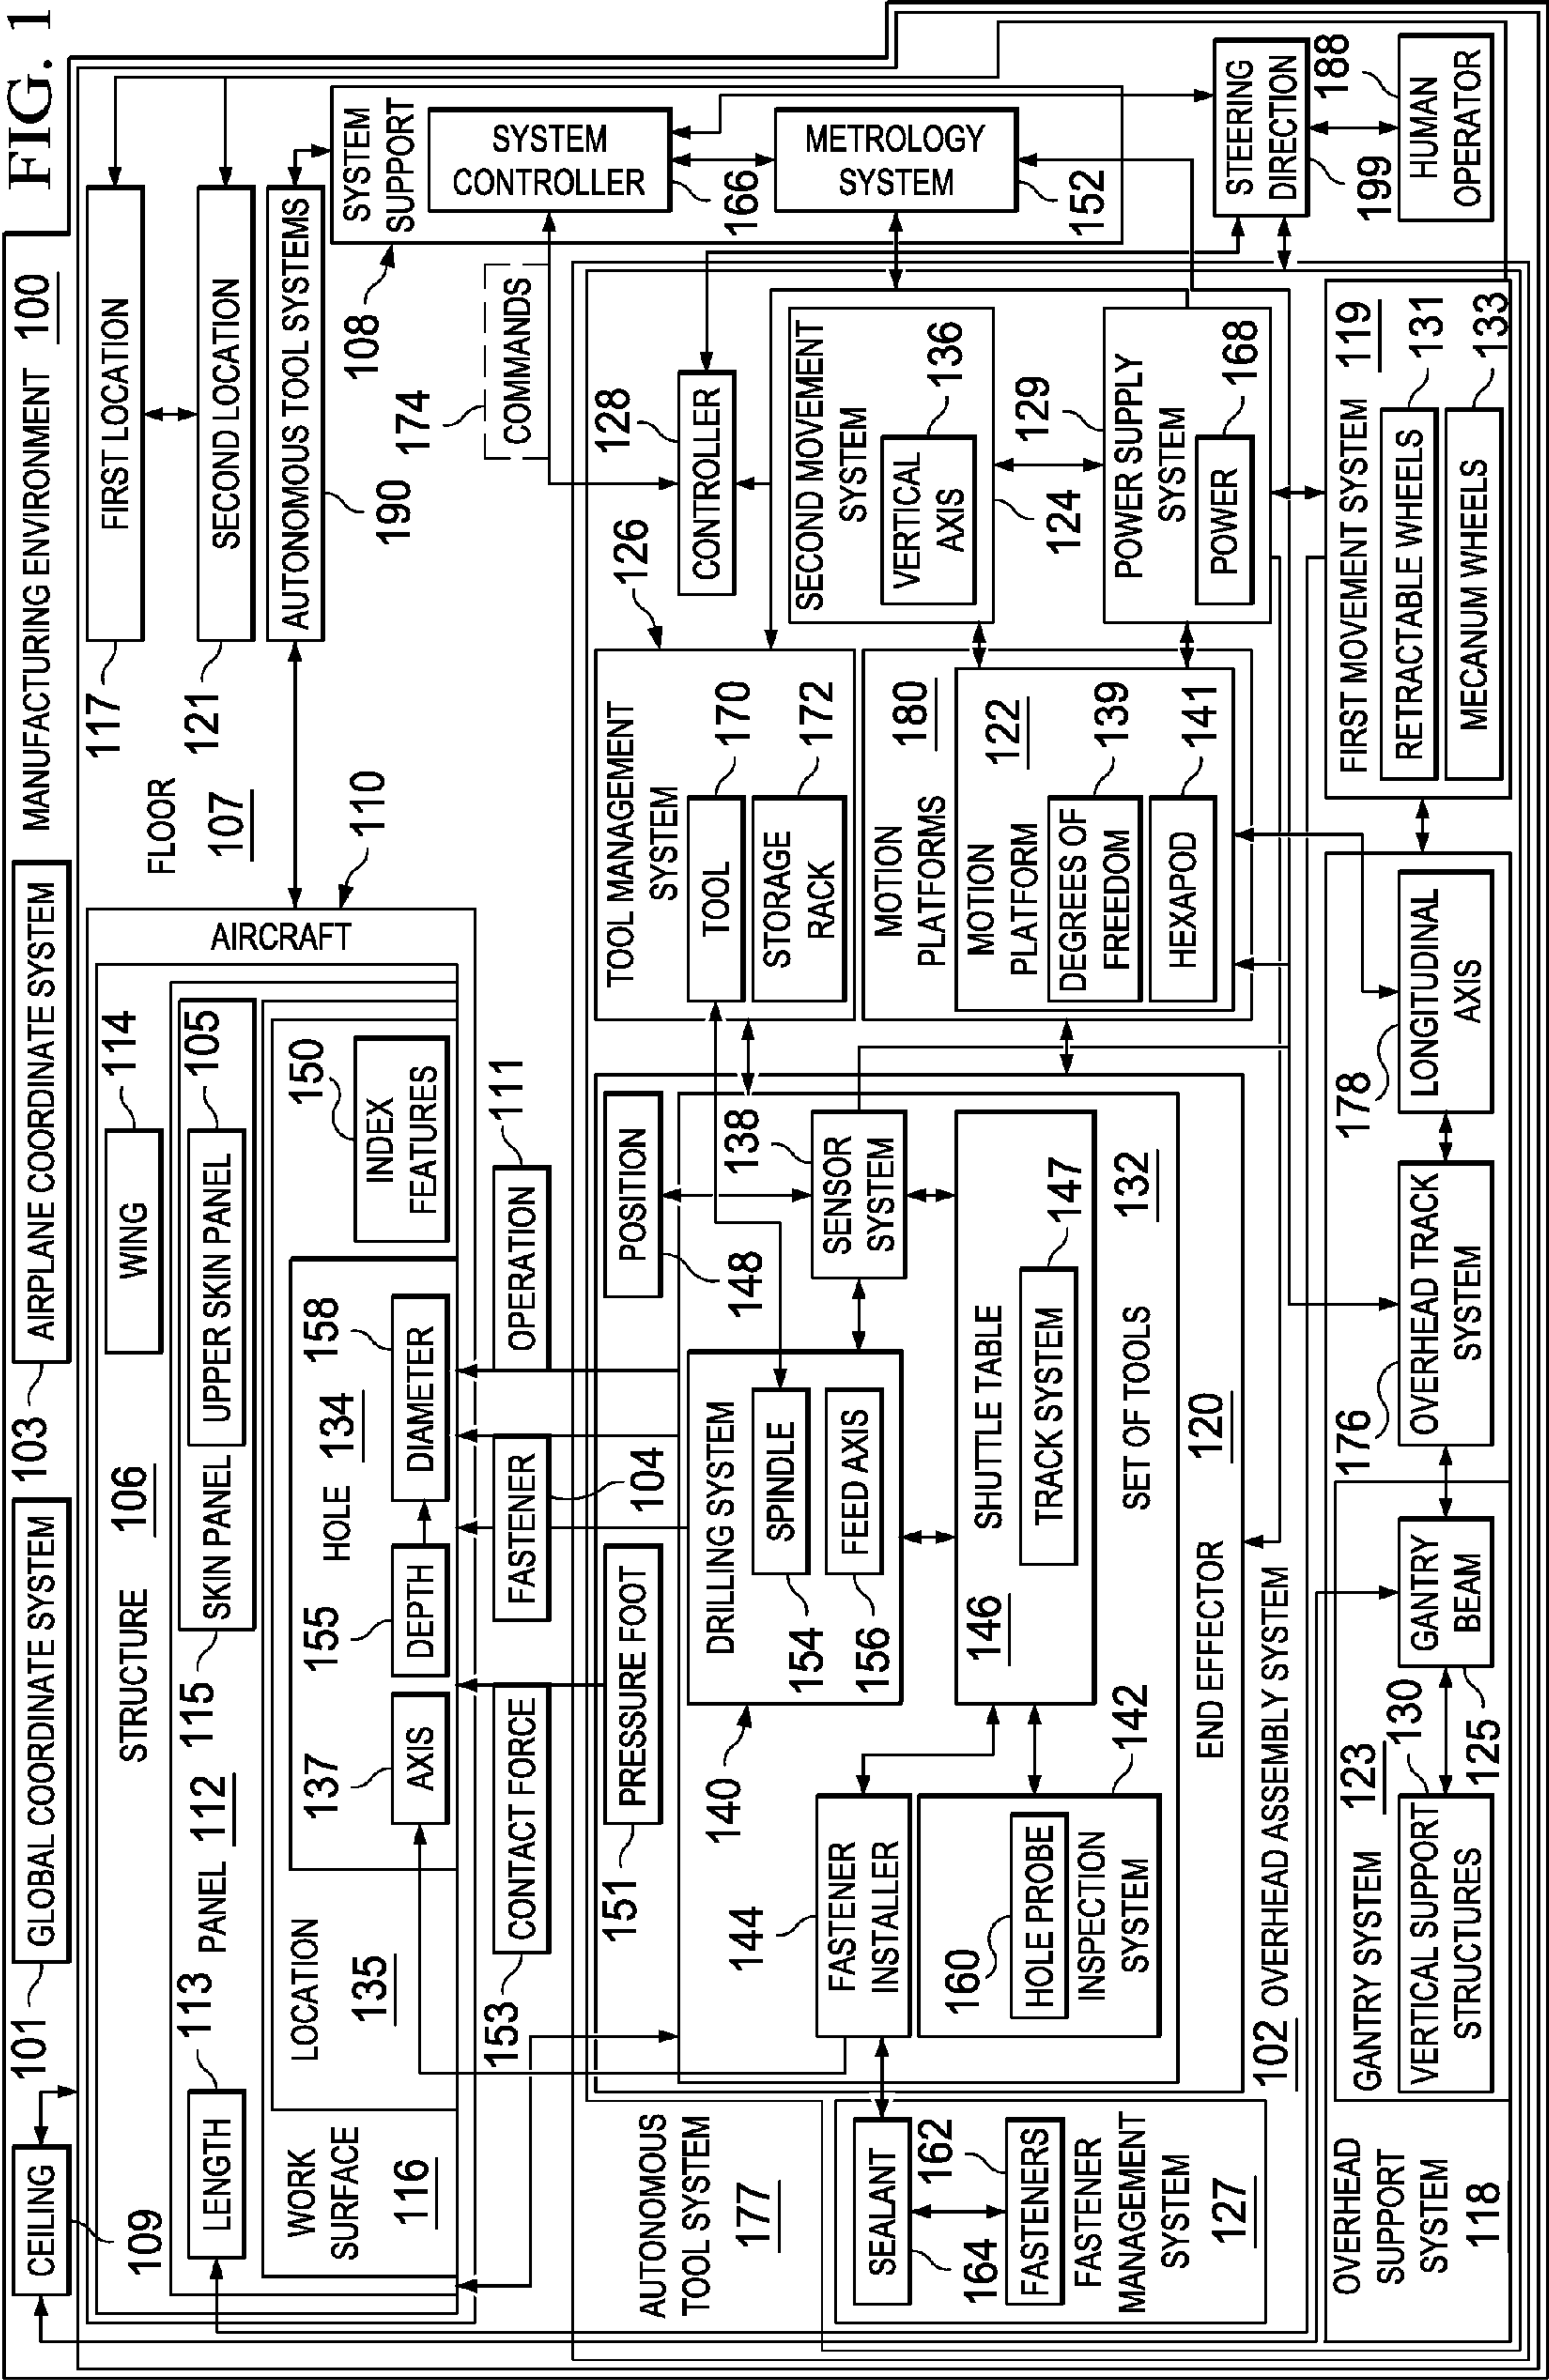 FIG. 1
MANUFACTURING ENVIRONMENT 100
CEILING
109
101
GLOBAL COORDINATE SYSTEM
103
AIRPLANE COORDINATE SYSTEM
FLOOR
107
117
FIRST LOCATION
121
SECOND LOCATION
190
AUTONOMOUS TOOL SYSTEMS
110
AIRCRAFT
STRUCTURE
106
WING
114
113
LENGTH
PANEL 112
115
SKIN PANEL
UPPER SKIN PANEL
105
WORK
SURFACE
116
LOCATION
135
HOLE 134
137
AXIS
155
DEPTH
158
DIAMETER
150
INDEX
FEATURES
153
CONTACT FORCE
FASTENER
104
OPERATION
111
151
PRESSURE FOOT
POSITION
148
SYSTEM
SUPPORT
108
SYSTEM
CONTROLLER
166
METROLOGY
SYSTEM
152
174
COMMANDS
STEERING
DIRECTION
199
HUMAN
OPERATOR
188
AUTONOMOUS
TOOL SYSTEM
177
SEALANT
164
162
FASTENERS
FASTENER
MANAGEMENT
SYSTEM
127
140
DRILLING SYSTEM
SPINDLE
154
FEED AXIS
156
138
SENSOR
SYSTEM
144
FASTENER
INSTALLER
160
HOLE PROBE
INSPECTION
SYSTEM
142
146
SHUTTLE TABLE
TRACK SYSTEM
147
SET OF TOOLS
132
END EFFECTOR
120
102 OVERHEAD ASSEMBLY SYSTEM
126
TOOL MANAGEMENT
SYSTEM
TOOL
170
STORAGE
RACK
172
128
CONTROLLER
MOTION
PLATFORMS
180
MOTION
PLATFORM
122
DEGREES OF
FREEDOM
139
HEXAPOD
141
SECOND MOVEMENT
SYSTEM
VERTICAL
AXIS
136
124
129
POWER SUPPLY
SYSTEM
POWER
168
FIRST MOVEMENT SYSTEM
119
RETRACTABLE WHEELS
131
MECANUM WHEELS
133
OVERHEAD
SUPPORT
SYSTEM
118
GANTRY SYSTEM
123
VERTICAL SUPPORT
STRUCTURES
130
GANTRY
BEAM
125
176
OVERHEAD TRACK
SYSTEM
178
LONGITUDINAL
AXIS